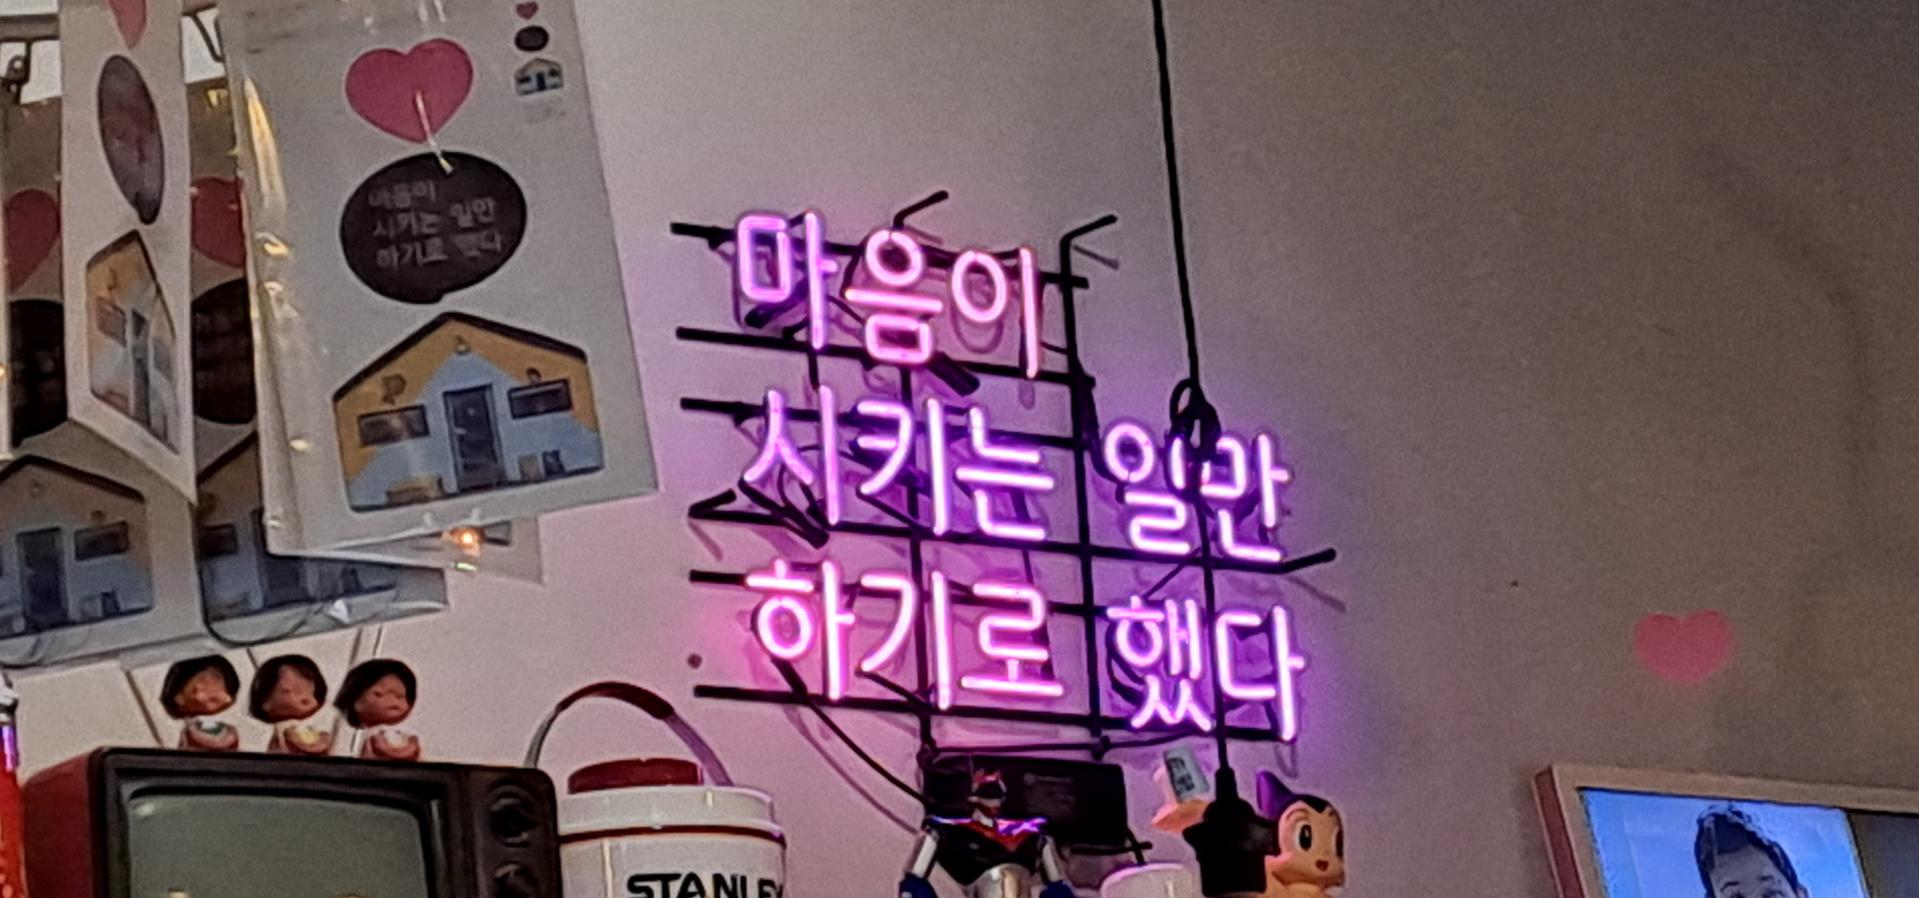 마음이
시키는 일만
하기로 했다
마음이
시키는 일만
하기로 했다
STANLEY